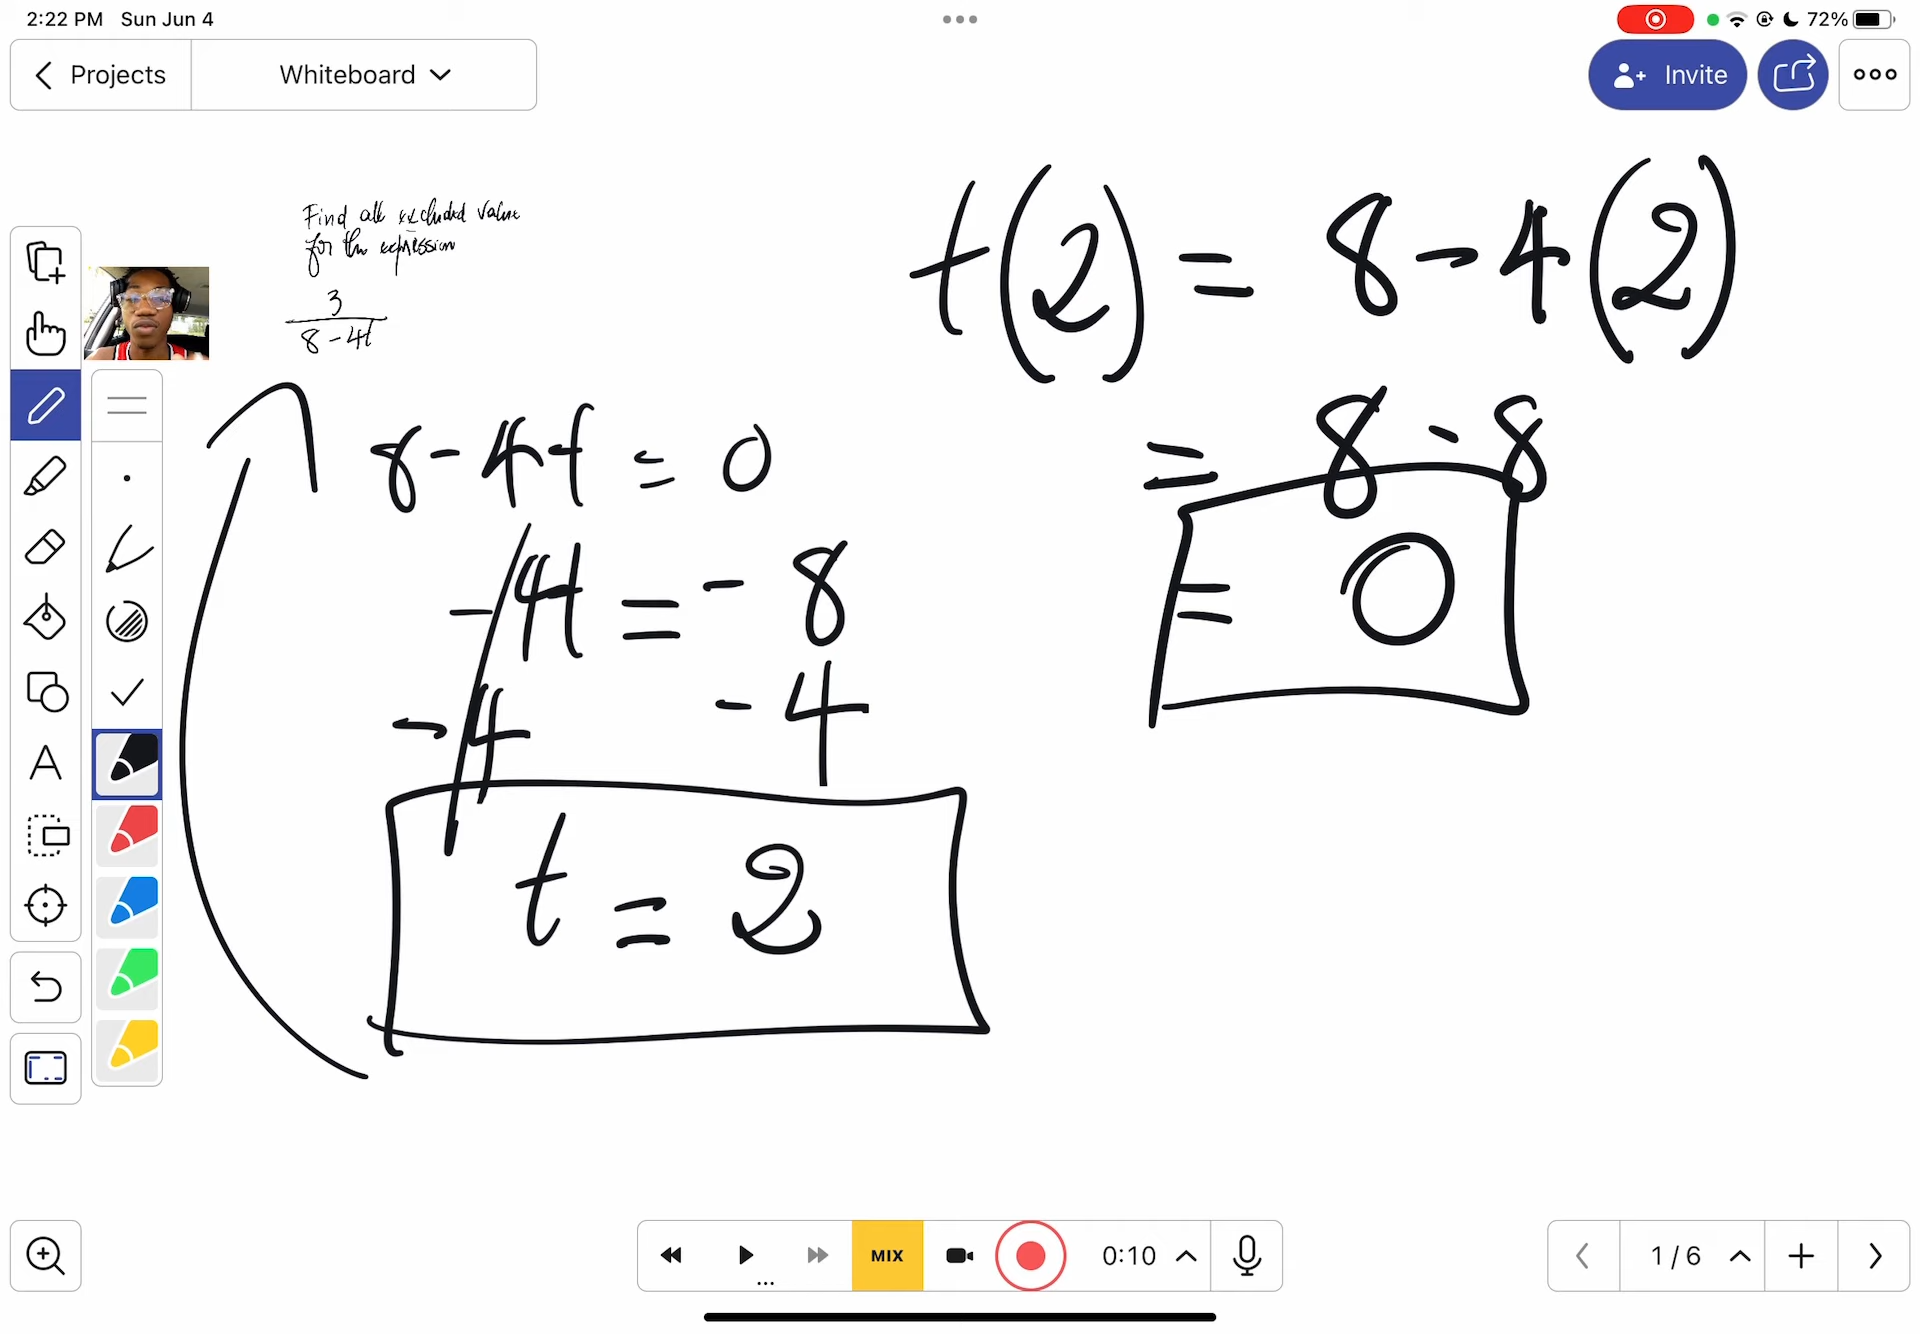 2:22 PM Sun Jun 4
72%
Projects
Whiteboard
Invite
Find all excluded value
for the expression
3
8-4t
8-4t = 0
-4t = -8
-4 -4
t = 2
t(2) = 8-4(2)
= 8-8
= 0
A
MIX
0:10
1 / 6